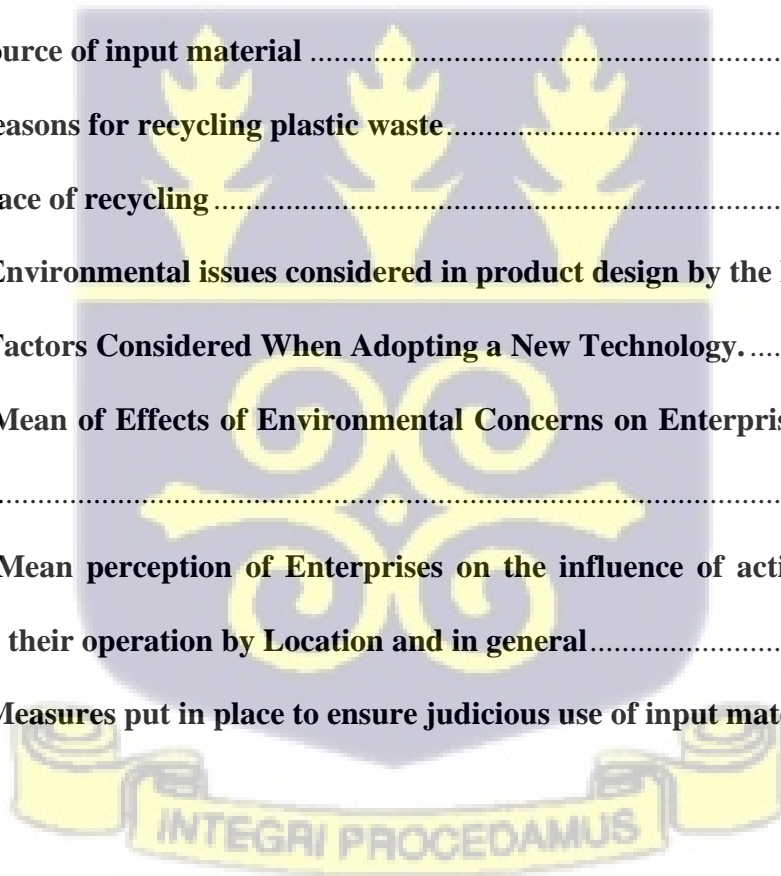 ource of input material ........................................................
easons for recycling plastic waste ........................................
ace of recycling ........................................................................
Environmental issues considered in product design by the
Factors Considered When Adopting a New Technology. ....
Mean of Effects of Environmental Concerns on Enterpris
................................................................................................
Mean perception of Enterprises on the influence of acti
their operation by Location and in general .........................
Measures put in place to ensure judicious use of input mate
INTEGRI PROCEDAMUS